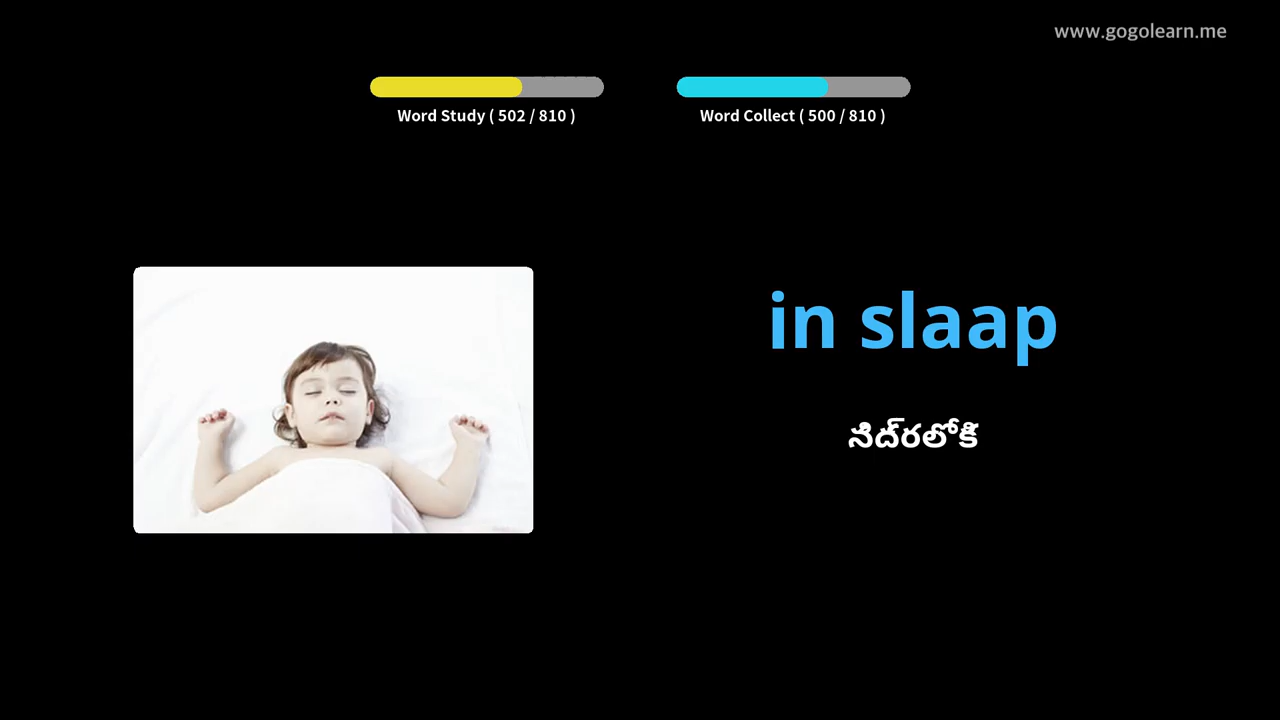 www.gogolearn.me
Word Study ( 502 / 810 )
Word Collect ( 500 / 810 )
in slaap
నిద్రలోకి